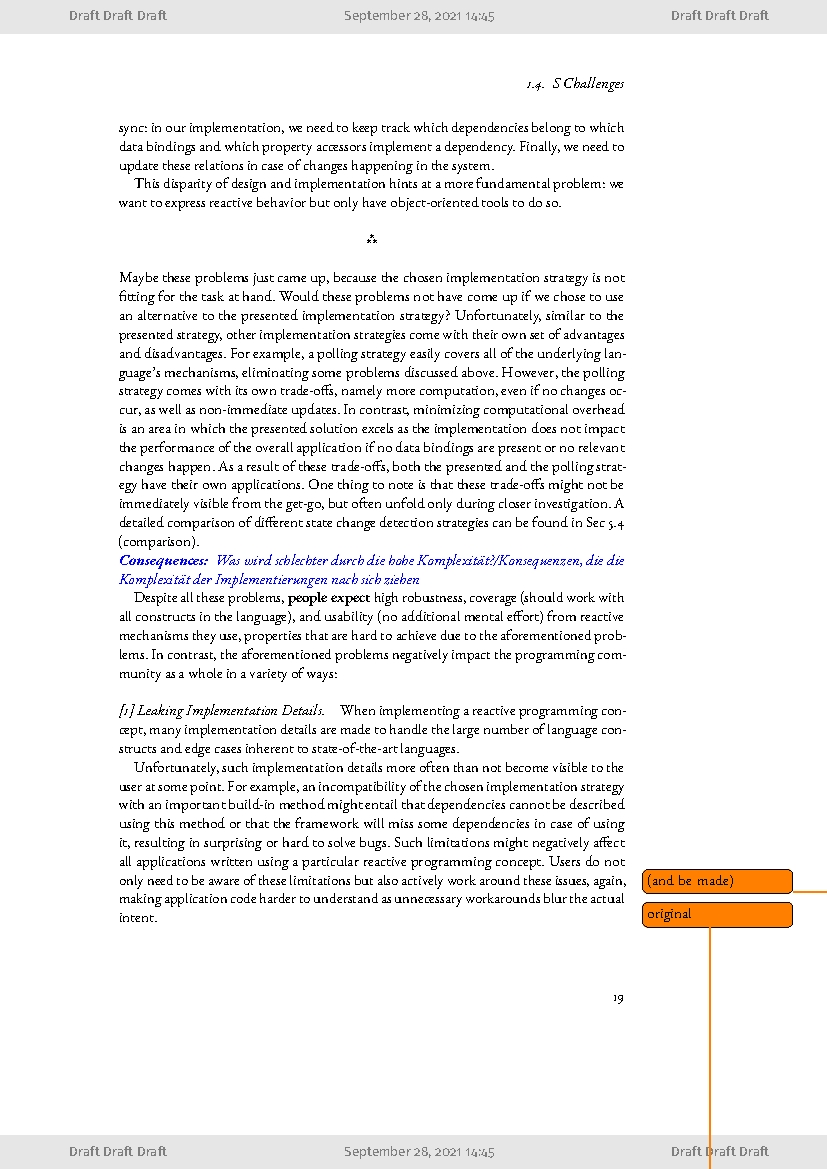 Draft Draft Draft September 28, 2021 14:45 Draft Draft Draft
1.4. S Challenges
sync: in our implementation, we need to keep track which dependencies belong to which
data bindings and which property accessors implement a dependency. Finally, we need to
update these relations in case of changes happening in the system.
This disparity of design and implementation hints at a more fundamental problem: we
want to express reactive behavior but only have object-oriented tools to do so.
⁂
Maybe these problems just came up, because the chosen implementation strategy is not
fitting for the task at hand. Would these problems not have come up if we chose to use
an alternative to the presented implementation strategy? Unfortunately, similar to the
presented strategy, other implementation strategies come with their own set of advantages
and disadvantages. For example, a polling strategy easily covers all of the underlying lan-
guage's mechanisms, eliminating some problems discussed above. However, the polling
strategy comes with its own trade-offs, namely more computation, even if no changes oc-
cur, as well as non-immediate updates. In contrast, minimizing computational overhead
is an area in which the presented solution excels as the implementation does not impact
the performance of the overall application if no data bindings are present or no relevant
changes happen. As a result of these trade-offs, both the presented and the polling strat-
egy have their own applications. One thing to note is that these trade-offs might not be
immediately visible from the get-go, but often unfold only during closer investigation. A
detailed comparison of different state change detection strategies can be found in Sec 5.4
(comparison).
Consequences: Was wird schlechter durch die hohe Komplexität?/Konsequenzen, die die
Komplexität der Implementierungen nach sich ziehen
Despite all these problems, people expect high robustness, coverage (should work with
all constructs in the language), and usability (no additional mental effort) from reactive
mechanisms they use, properties that are hard to achieve due to the aforementioned prob-
lems. In contrast, the aforementioned problems negatively impact the programming com-
munity as a whole in a variety of ways:
[1] Leaking Implementation Details. When implementing a reactive programming con-
cept, many implementation details are made to handle the large number of language con-
structs and edge cases inherent to state-of-the-art languages.
Unfortunately, such implementation details more often than not become visible to the
user at some point. For example, an incompatibility of the chosen implementation strategy
with an important build-in method might entail that dependencies cannot be described
using this method or that the framework will miss some dependencies in case of using
it, resulting in surprising or hard to solve bugs. Such limitations might negatively affect
all applications written using a particular reactive programming concept. Users do not
only need to be aware of these limitations but also actively work around these issues, again,
making application code harder to understand as unnecessary workarounds blur the actual
intent.
(and be made)
original
19
Draft Draft Draft September 28, 2021 14:45 Draft Draft Draft